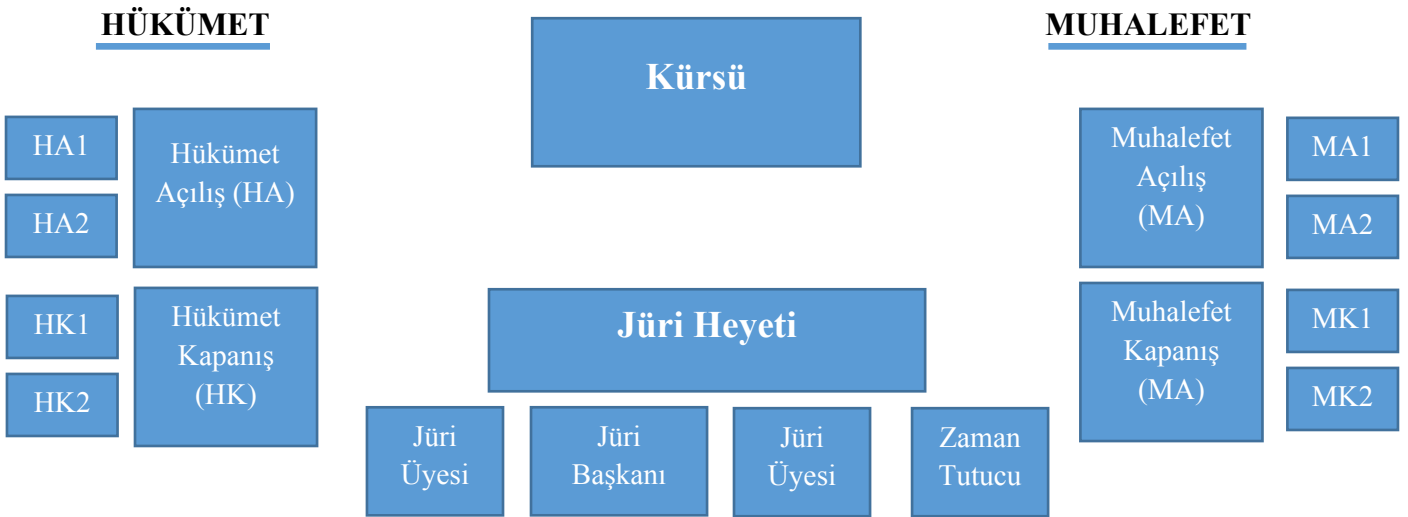 HÜKÜMET
MUHALEFET
Kürsü
HA1
HA2
Hükümet
Açılış (HA)
HK1
HK2
Hükümet
Kapanış
(HK)
Muhalefet
Açılış
(MA)
MA1
MA2
Muhalefet
Kapanış
(MA)
MK1
MK2
Jüri Heyeti
Jüri
Üyesi
Jüri
Başkanı
Jüri
Üyesi
Zaman
Tutucu